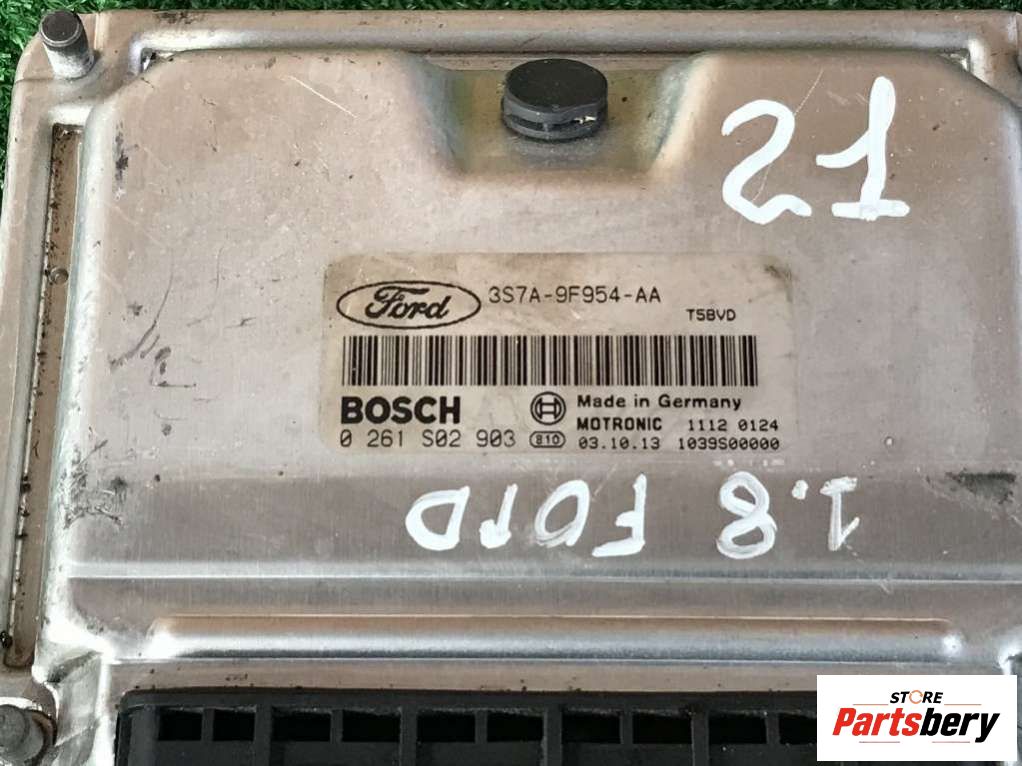 21
Ford 3S7A-9F954-AA
T5BVD
BOSCH Made in Germany
MOTRONIC 1112 0124
0 261 S02 903 810 03.10.13 1039S00000
1.8 FOrD
STORE
Partsbery